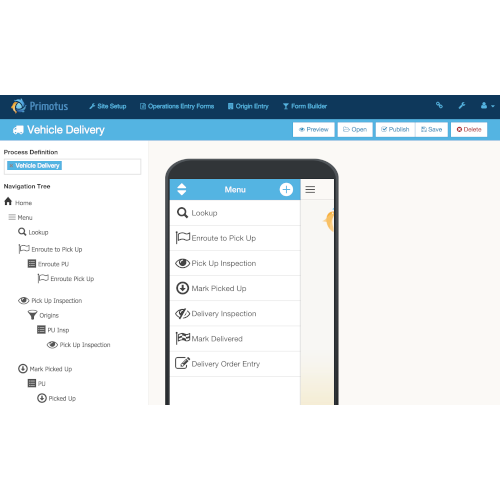 Primotus Site Setup Operations Entry Forms Origin Entry Form Builder
Vehicle Delivery Preview Open Publish Save Delete
Process Definition
× Vehicle Delivery
Navigation Tree
Home
Menu
Lookup
Enroute to Pick Up
Enroute PU
Enroute Pick Up
Pick Up Inspection
Origins
PU Insp
Pick Up Inspection
Mark Picked Up
PU
Picked Up
Menu
Lookup
Enroute to Pick Up
Pick Up Inspection
Mark Picked Up
Delivery Inspection
Mark Delivered
Delivery Order Entry